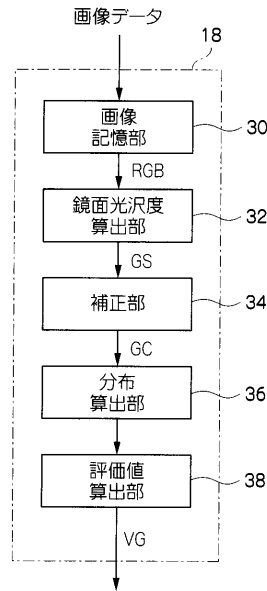 画像データ
18
画像
記憶部
30
RGB
鏡面光沢度
算出部
32
GS
補正部
34
GC
分布
算出部
36
評価値
算出部
38
VG